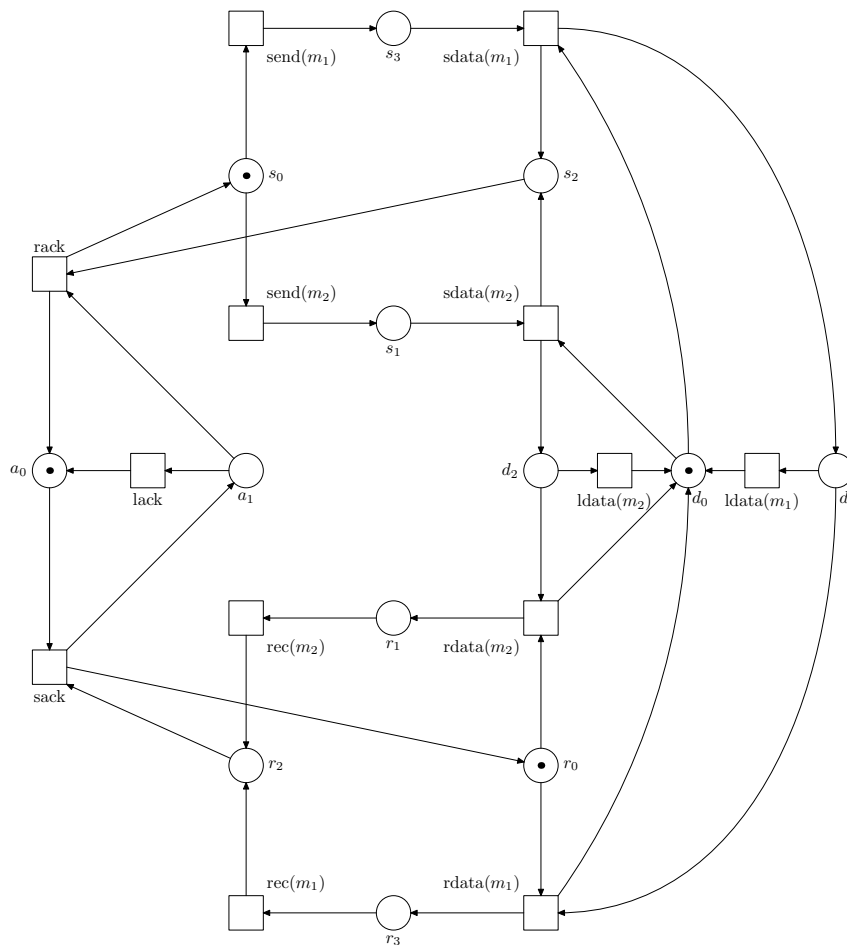 send(m₁)
s₃
sdata(m₁)
s₀
s₂
rack
send(m₂)
s₁
sdata(m₂)
a₀
lack
a₁
d₂
ldata(m₂)
d₀
ldata(m₁)
d
rec(m₂)
r₁
rdata(m₂)
sack
r₂
r₀
rec(m₁)
r₃
rdata(m₁)